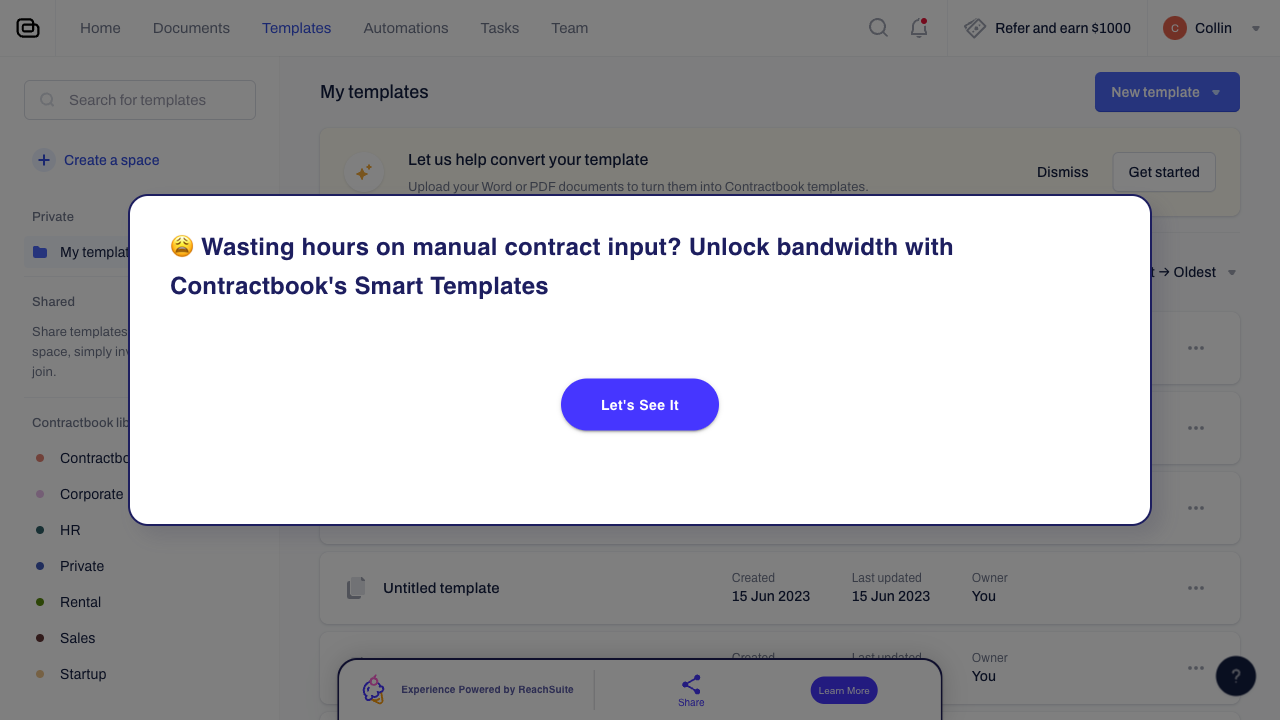 Home Documents Templates Automations Tasks Team Refer and earn $1000 C Collin
Search for templates
My templates
New template
Create a space
Let us help convert your template
Upload your Word or PDF documents to turn them into Contractbook templates.
Dismiss
Get started
Private
My templat
😩 Wasting hours on manual contract input? Unlock bandwidth with
Contractbook's Smart Templates
→ Oldest
Shared
Share templates
space, simply
join.
Let's See It
Contractbook
Corporate
HR
Private
Rental
Sales
Startup
Untitled template
Created
15 Jun 2023
Last updated
15 Jun 2023
Owner
You
Created
Last updated
Owner
You
Experience Powered by ReachSuite
Share
Learn More
?